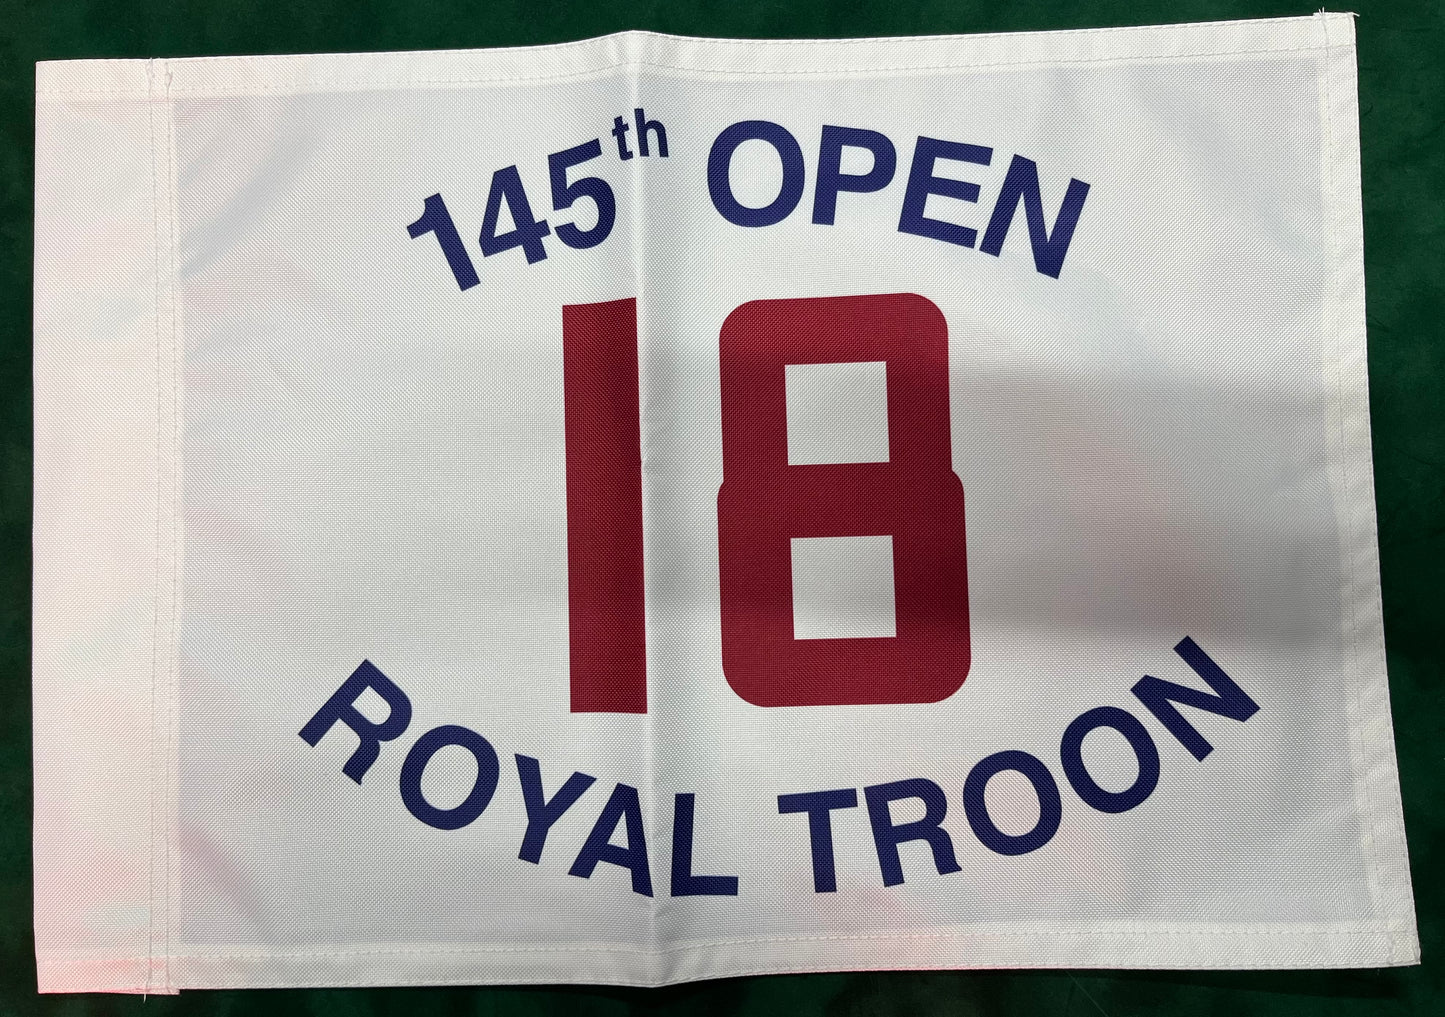 145th OPEN
18
ROYAL TROON